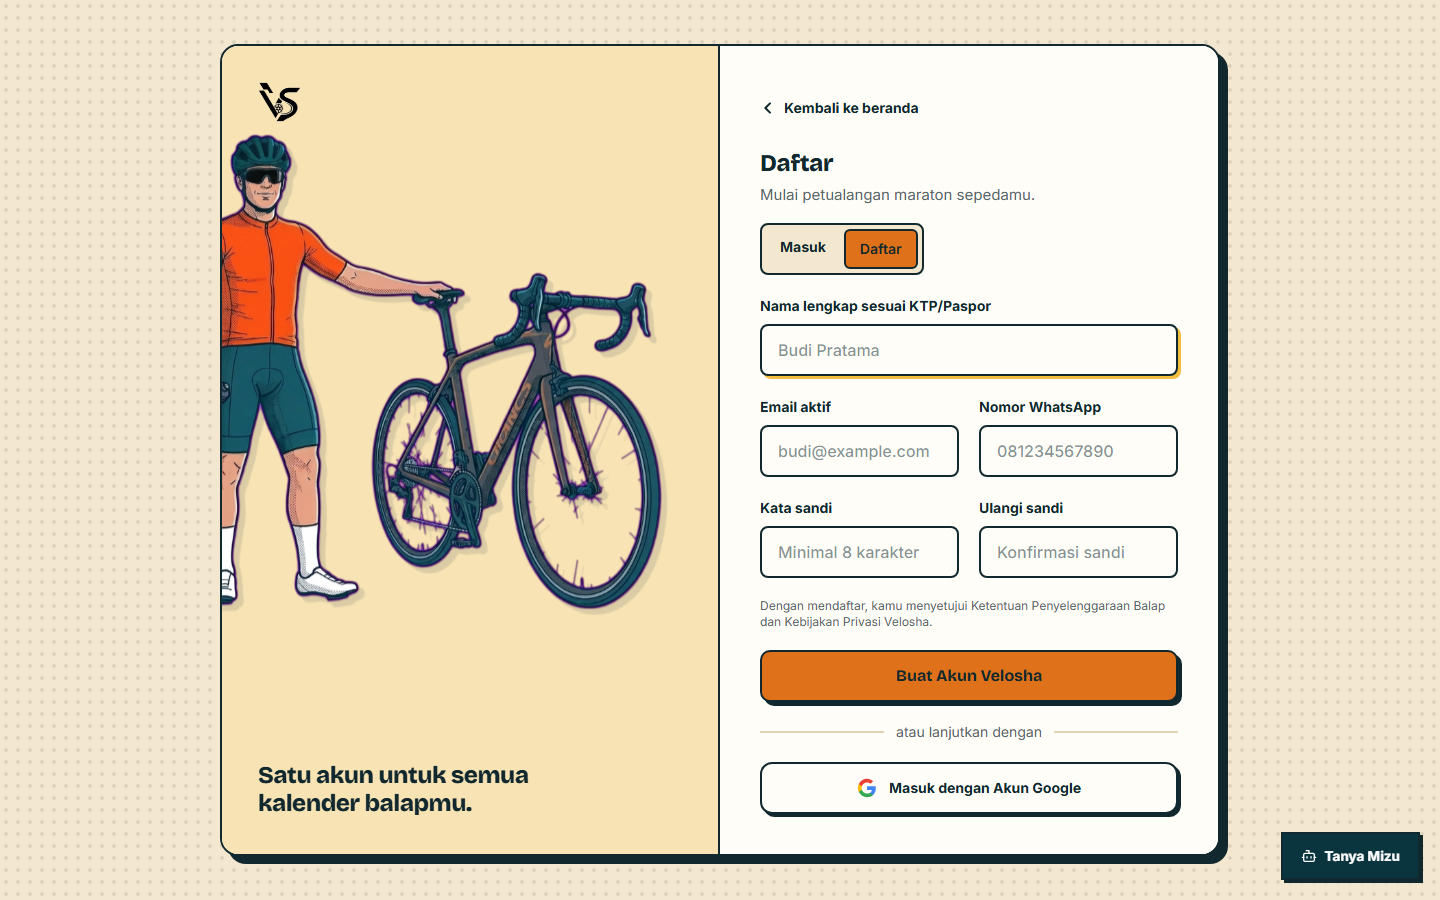 VS
Satu akun untuk semua
kalender balapmu.
Kembali ke beranda
Daftar
Mulai petualangan maraton sepedamu.
Masuk
Daftar
Nama lengkap sesuai KTP/Paspor
Budi Pratama
Email aktif
Nomor WhatsApp
budi@example.com
081234567890
Kata sandi
Ulangi sandi
Minimal 8 karakter
Konfirmasi sandi
Dengan mendaftar, kamu menyetujui Ketentuan Penyelenggaraan Balap
dan Kebijakan Privasi Velosha.
Buat Akun Velosha
atau lanjutkan dengan
Masuk dengan Akun Google
Tanya Mizu